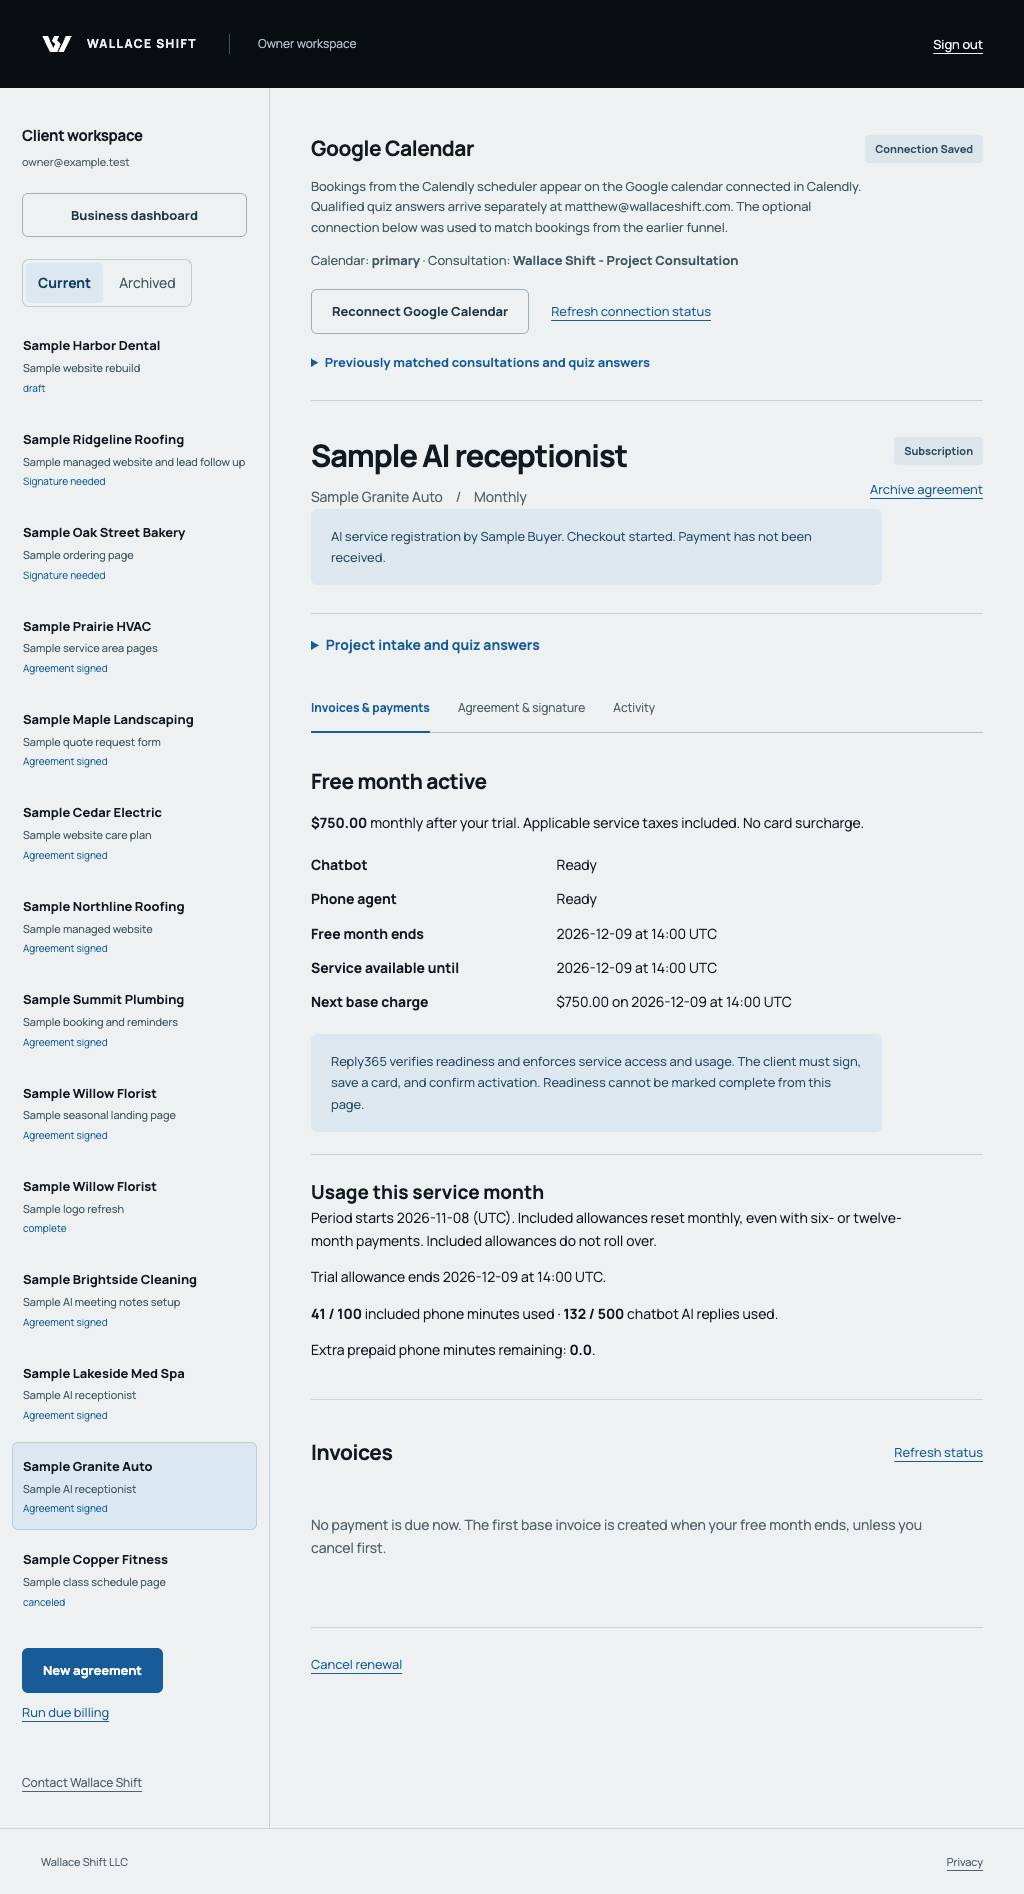 WALLACE SHIFT
Owner workspace
Sign out
Client workspace
owner@example.test
Business dashboard
Current
Archived
Sample Harbor Dental
Sample website rebuild
draft
Sample Ridgeline Roofing
Sample managed website and lead follow up
Signature needed
Sample Oak Street Bakery
Sample ordering page
Signature needed
Sample Prairie HVAC
Sample service area pages
Agreement signed
Sample Maple Landscaping
Sample quote request form
Agreement signed
Sample Cedar Electric
Sample website care plan
Agreement signed
Sample Northline Roofing
Sample managed website
Agreement signed
Sample Summit Plumbing
Sample booking and reminders
Agreement signed
Sample Willow Florist
Sample seasonal landing page
Agreement signed
Sample Willow Florist
Sample logo refresh
complete
Sample Brightside Cleaning
Sample AI meeting notes setup
Agreement signed
Sample Lakeside Med Spa
Sample AI receptionist
Agreement signed
Sample Granite Auto
Sample AI receptionist
Agreement signed
Sample Copper Fitness
Sample class schedule page
canceled
New agreement
Run due billing
Contact Wallace Shift
Google Calendar
Connection Saved
Bookings from the Calendly scheduler appear on the Google calendar connected in Calendly.
Qualified quiz answers arrive separately at matthew@wallaceshift.com. The optional
connection below was used to match bookings from the earlier funnel.
Calendar: primary · Consultation: Wallace Shift - Project Consultation
Reconnect Google Calendar
Refresh connection status
Previously matched consultations and quiz answers
Sample AI receptionist
Subscription
Sample Granite Auto / Monthly
Archive agreement
AI service registration by Sample Buyer. Checkout started. Payment has not been
received.
Project intake and quiz answers
Invoices & payments
Agreement & signature
Activity
Free month active
$750.00 monthly after your trial. Applicable service taxes included. No card surcharge.
Chatbot Ready
Phone agent Ready
Free month ends 2026-12-09 at 14:00 UTC
Service available until 2026-12-09 at 14:00 UTC
Next base charge $750.00 on 2026-12-09 at 14:00 UTC
Reply365 verifies readiness and enforces service access and usage. The client must sign,
save a card, and confirm activation. Readiness cannot be marked complete from this
page.
Usage this service month
Period starts 2026-11-08 (UTC). Included allowances reset monthly, even with six- or twelve-
month payments. Included allowances do not roll over.
Trial allowance ends 2026-12-09 at 14:00 UTC.
41 / 100 included phone minutes used · 132 / 500 chatbot AI replies used.
Extra prepaid phone minutes remaining: 0.0.
Invoices
Refresh status
No payment is due now. The first base invoice is created when your free month ends, unless you
cancel first.
Cancel renewal
Wallace Shift LLC
Privacy